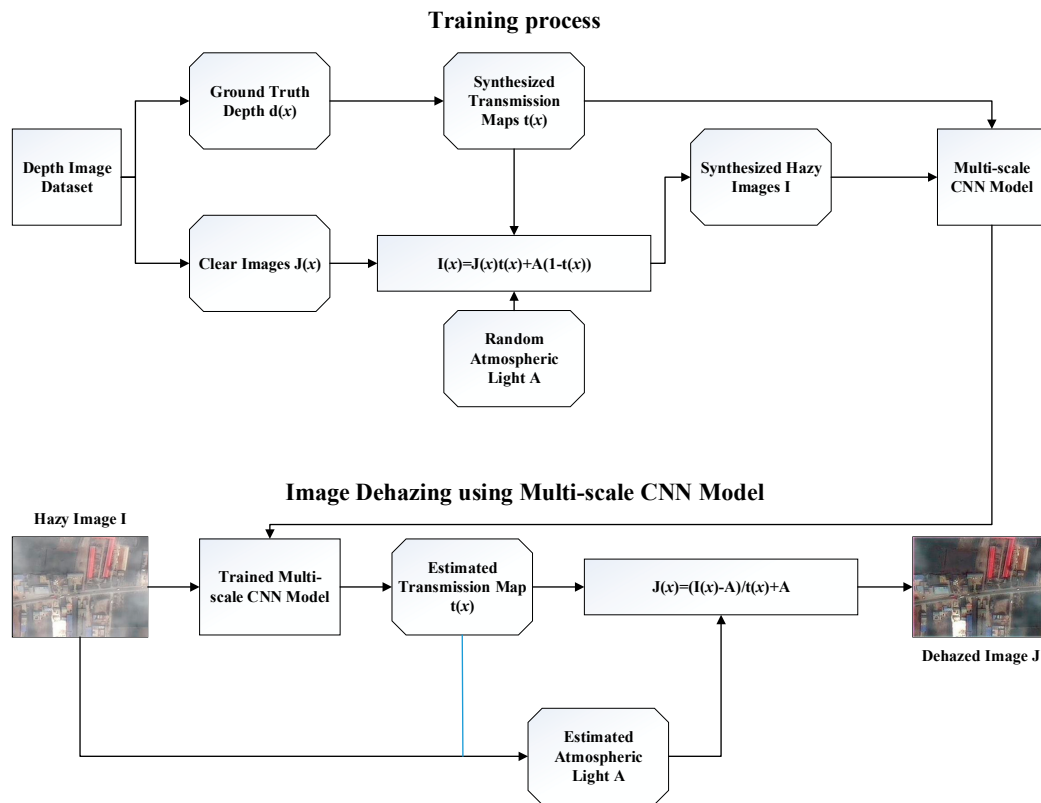 Training process
Ground Truth
Depth d(x)
Synthesized
Transmission
Maps t(x)
Depth Image
Dataset
Synthesized Hazy
Images I
Multi-scale
CNN Model
Clear Images J(x)
I(x)=J(x)t(x)+A(1-t(x))
Random
Atmospheric
Light A
Image Dehazing using Multi-scale CNN Model
Hazy Image I
Trained Multi-
scale CNN Model
Estimated
Transmission Map
t(x)
J(x)=(I(x)-A)/t(x)+A
Dehazed Image J
Estimated
Atmospheric
Light A